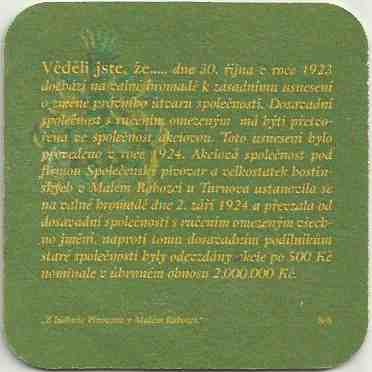 Věděli jste, že..... dne 30. října v roce 1923
dochází na valné hromadě k zásadnímu usnesení
o změně právního útvaru společnosti. Dosavadní
společnost s ručením omezeným má býti přetvo-
řena ve společnost akciovou. Toto usnesení bylo
provedeno v roce 1924. Akciová společnost pod
firmou Společenský pivovar a velkostatek hostin-
ských v Malém Rohozci u Turnova ustanovila se
na valné hromadě dne 2. září 1924 a převzala od
dosavadní společnosti s ručením omezeným všech-
no jmění, naproti tomu dosavadním podílníkům
staré společnosti byly odevzdány akcie po 500 Kč
nominale v úhrnném obnosu 2,000.000 Kč.
„Z historie Pivovaru v Malém Rohozci."